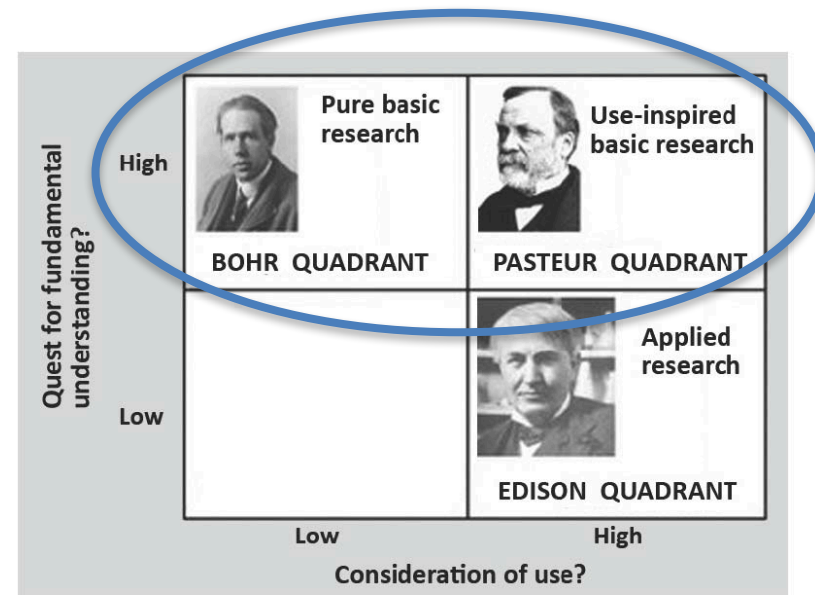 Quest for fundamental
understanding?
High
Pure basic
research
BOHR QUADRANT
Use-inspired
basic research
PASTEUR QUADRANT
Low
Applied
research
EDISON QUADRANT
Low
High
Consideration of use?